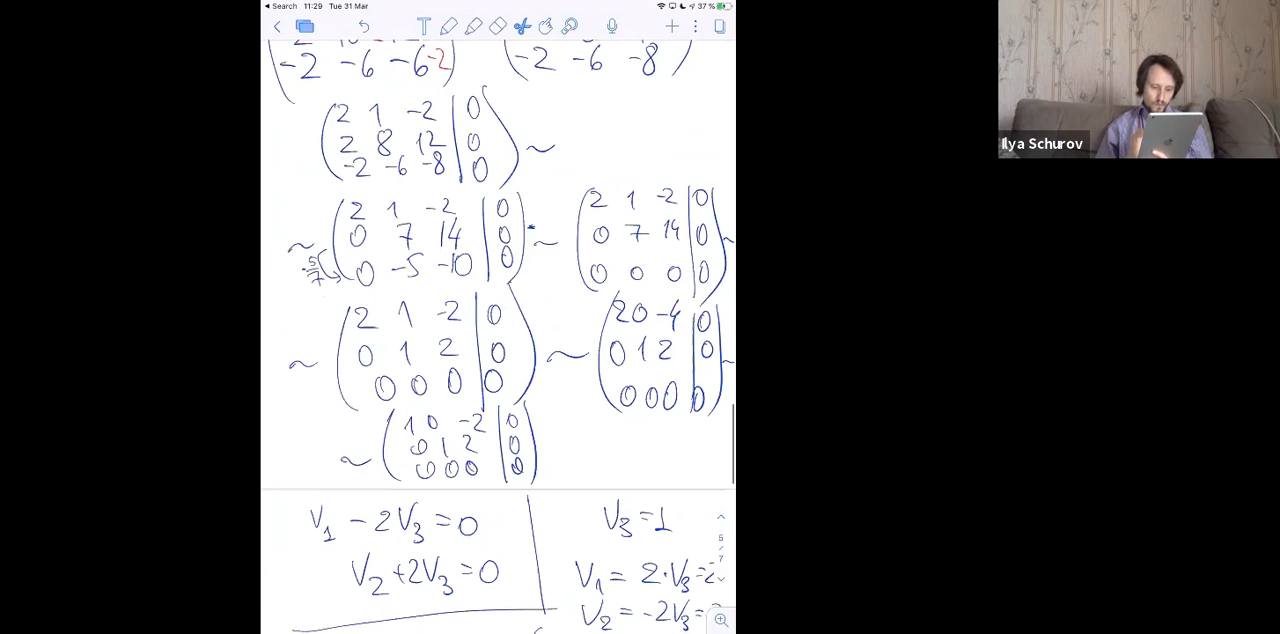 Search 11:29 Tue 31 Mar 37 %
-2 -6 -6 -2 -2 -6 -8
2 1 -2 | 0
2 8 12 | 0
-2 -6 -8 | 0 ~
Ilya Schurov
2 1 -2 | 0
~ 0 7 14 | 0 ~
·5/7 0 -5 -10 | 0
2 1 -2 | 0
0 7 14 | 0 ~
0 0 0 | 0
2 1 -2 | 0
~ 0 1 2 | 0
0 0 0 | 0
~ 2 0 -4 | 0
0 1 2 | 0 ~
0 0 0 | 0
1 0 -2 | 0
0 1 2 | 0
~ 0 0 0 | 0
V₁ - 2V₃ = 0
V₂ + 2V₃ = 0
V₃ = 1
V₁ = 2·V₃ = 2
V₂ = -2V₃ =
5
/
7